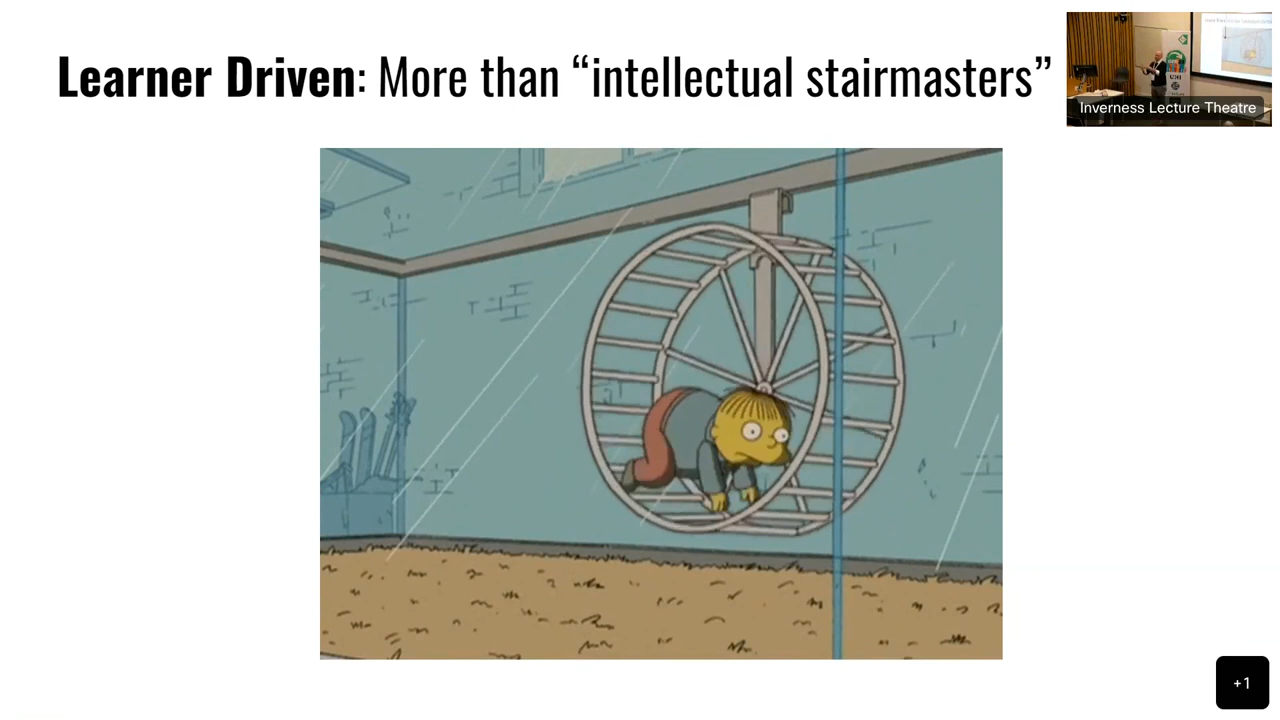 Learner Driven: More than “intellectual stairmasters”
Inverness Lecture Theatre
+1